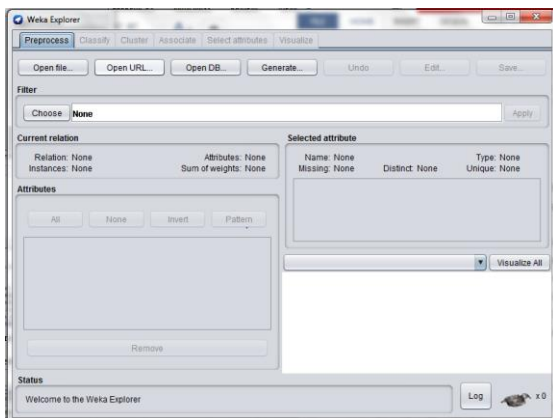 Weka Explorer
Preprocess Classify Cluster Associate Select attributes Visualize
Open file... Open URL... Open DB... Generate... Undo Edit... Save...
Filter
Choose None Apply
Current relation
Relation: None Attributes: None
Instances: None Sum of weights: None
Selected attribute
Name: None Type: None
Missing: None Distinct: None Unique: None
Attributes
All None Invert Pattern
Remove
Visualize All
Status
Welcome to the Weka Explorer
Log x 0